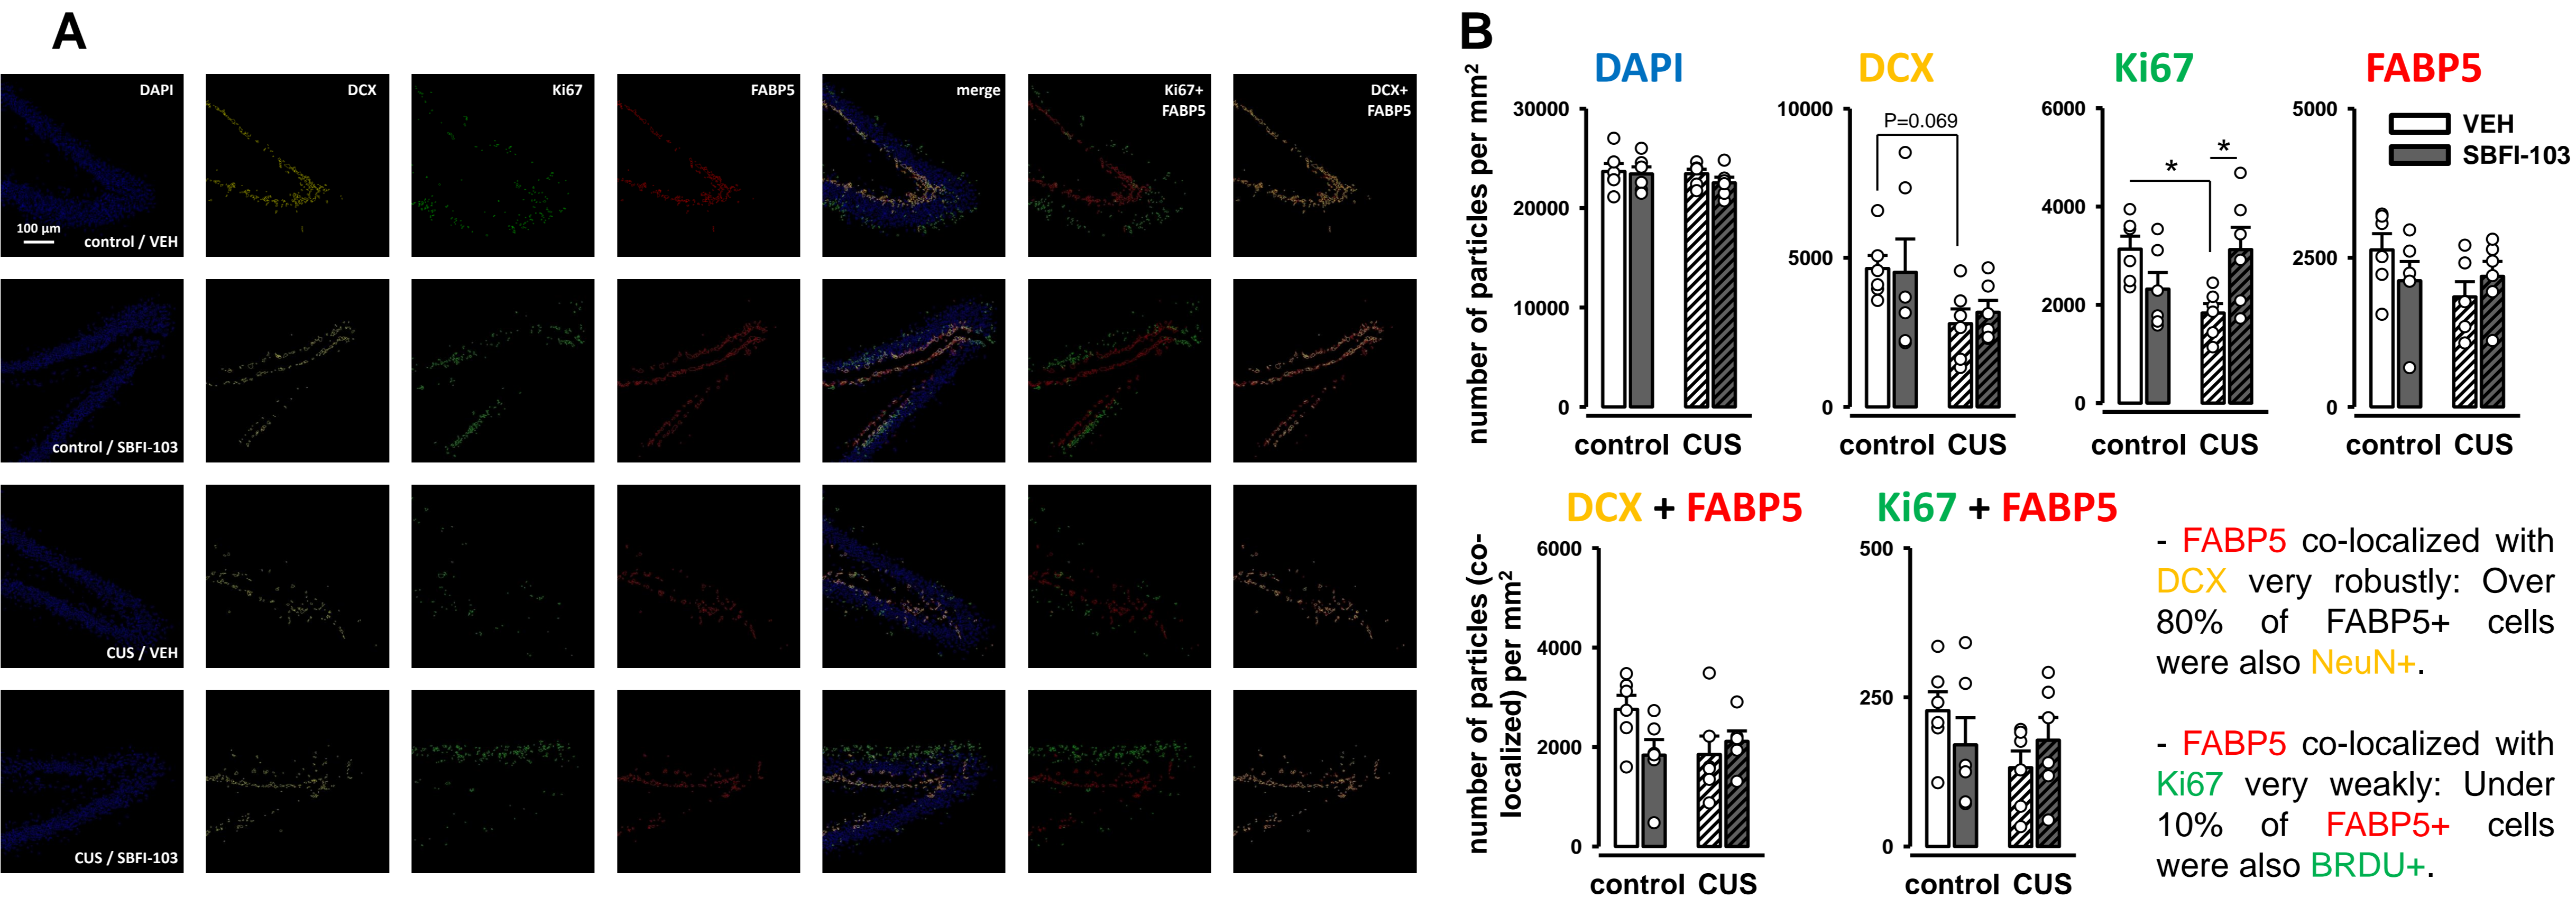 A
DAPI
DCX
Ki67
FABP5
merge
Ki67+
FABP5
DCX+
FABP5
100 µm
control / VEH
control / SBFI-103
CUS / VEH
CUS / SBFI-103
B
DAPI
DCX
Ki67
FABP5
number of particles per mm2
30000
20000
10000
0
control CUS
10000
5000
0
P=0.069
control CUS
6000
4000
2000
0
*
*
control CUS
5000
2500
0
VEH
SBFI-103
control CUS
DCX + FABP5
Ki67 + FABP5
number of particles (co-
localized) per mm2
6000
4000
2000
0
control CUS
500
250
0
control CUS
- FABP5 co-localized with
DCX very robustly: Over
80% of FABP5+ cells
were also NeuN+.
- FABP5 co-localized with
Ki67 very weakly: Under
10% of FABP5+ cells
were also BRDU+.